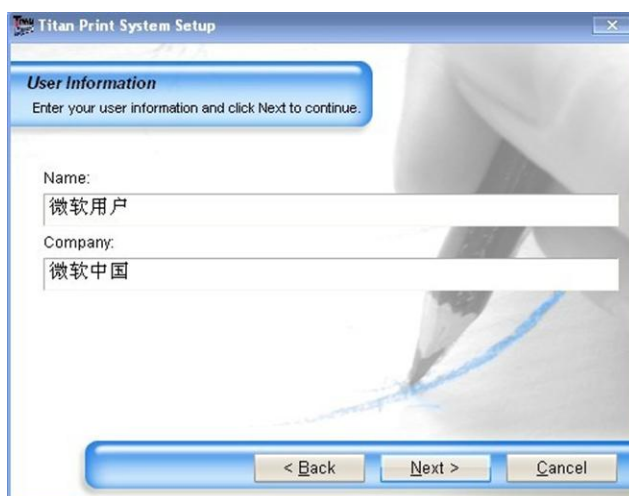 Titan Print System Setup
User Information
Enter your user information and click Next to continue.
Name:
微软用户
Company:
微软中国
< Back
Next >
Cancel